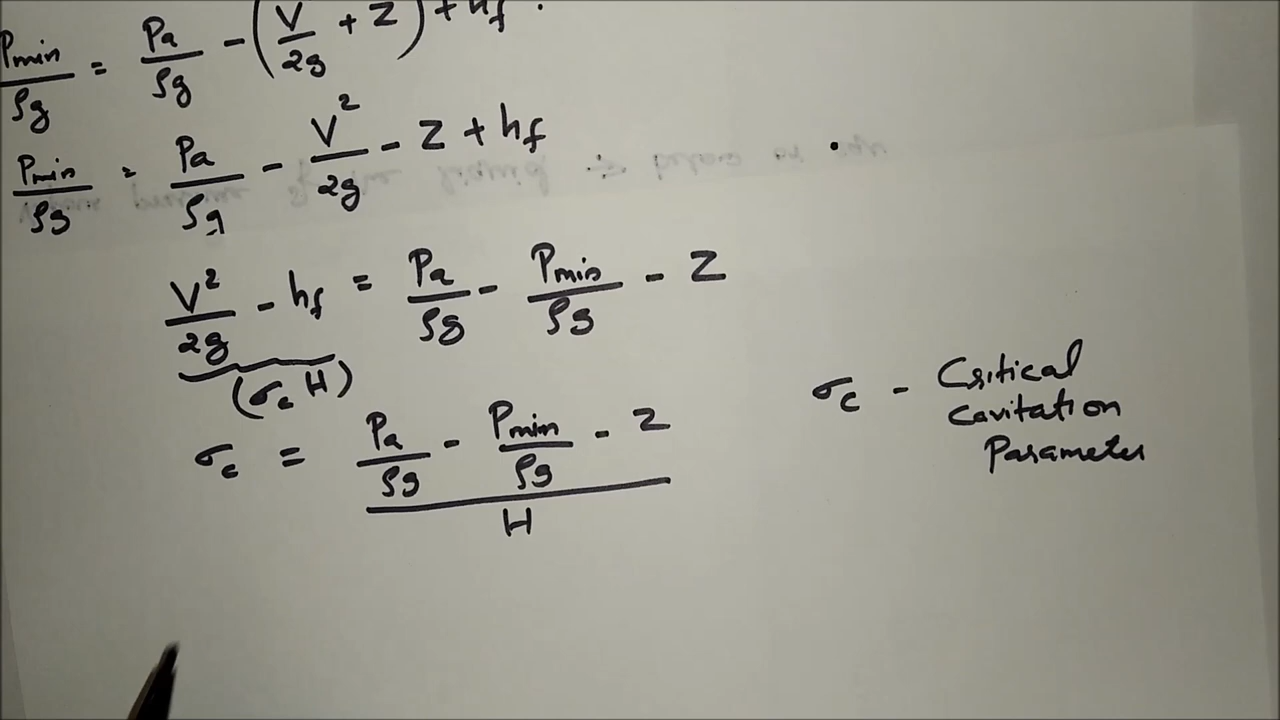 Pmin/ρg = Pa/ρg - (V/2g + Z) + hf.
Pmin/ρg = Pa/ρg - V²/2g - Z + hf
V²/2g - hf = Pa/ρg - Pmin/ρg - Z
(σc H)
σc = (Pa/ρg - Pmin/ρg - Z)/H
σc - Critical
Cavitation
Parameter